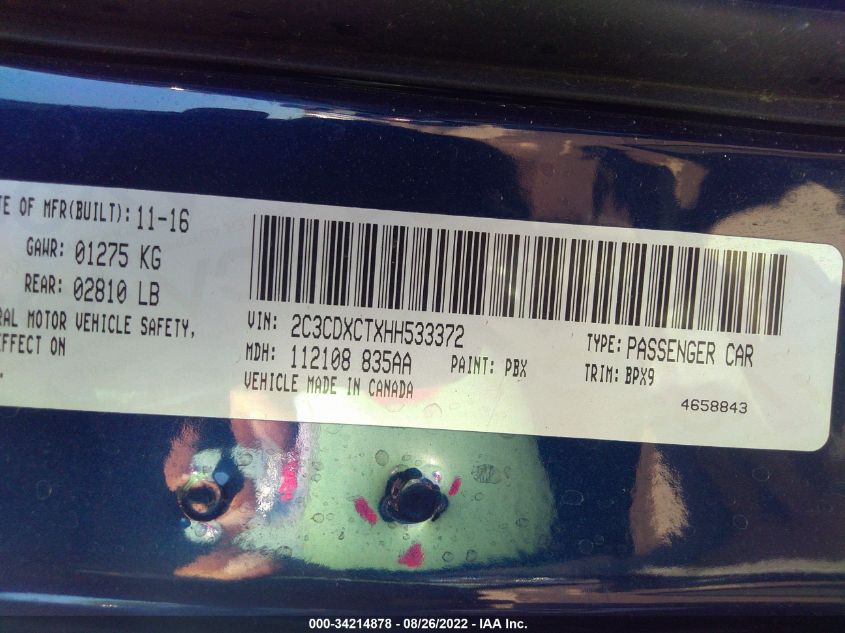 TE OF MFR(BUILT): 11-16
GAWR: 01275 KG
REAR: 02810 LB
RAL MOTOR VEHICLE SAFETY,
EFFECT ON
VIN: 2C3CDXCTXHH533372
TYPE: PASSENGER CAR
MDH: 112108 835AA PAINT: PBX TRIM: BPX9
VEHICLE MADE IN CANADA
4658843
000-34214878 - 08/26/2022 - IAA Inc.